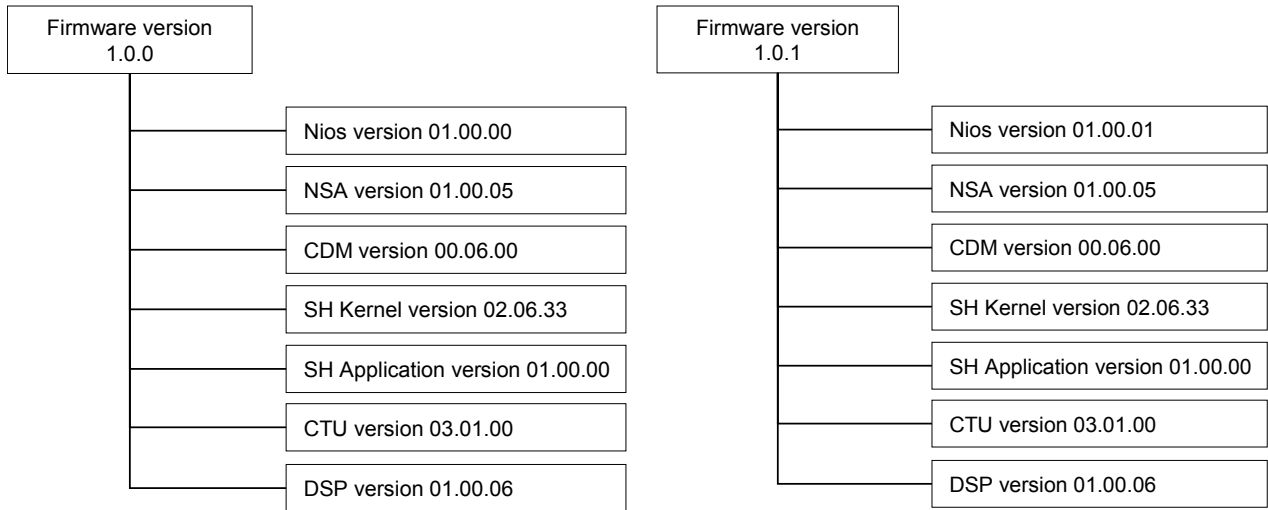 Firmware version
1.0.0
Nios version 01.00.00
NSA version 01.00.05
CDM version 00.06.00
SH Kernel version 02.06.33
SH Application version 01.00.00
CTU version 03.01.00
DSP version 01.00.06
Firmware version
1.0.1
Nios version 01.00.01
NSA version 01.00.05
CDM version 00.06.00
SH Kernel version 02.06.33
SH Application version 01.00.00
CTU version 03.01.00
DSP version 01.00.06